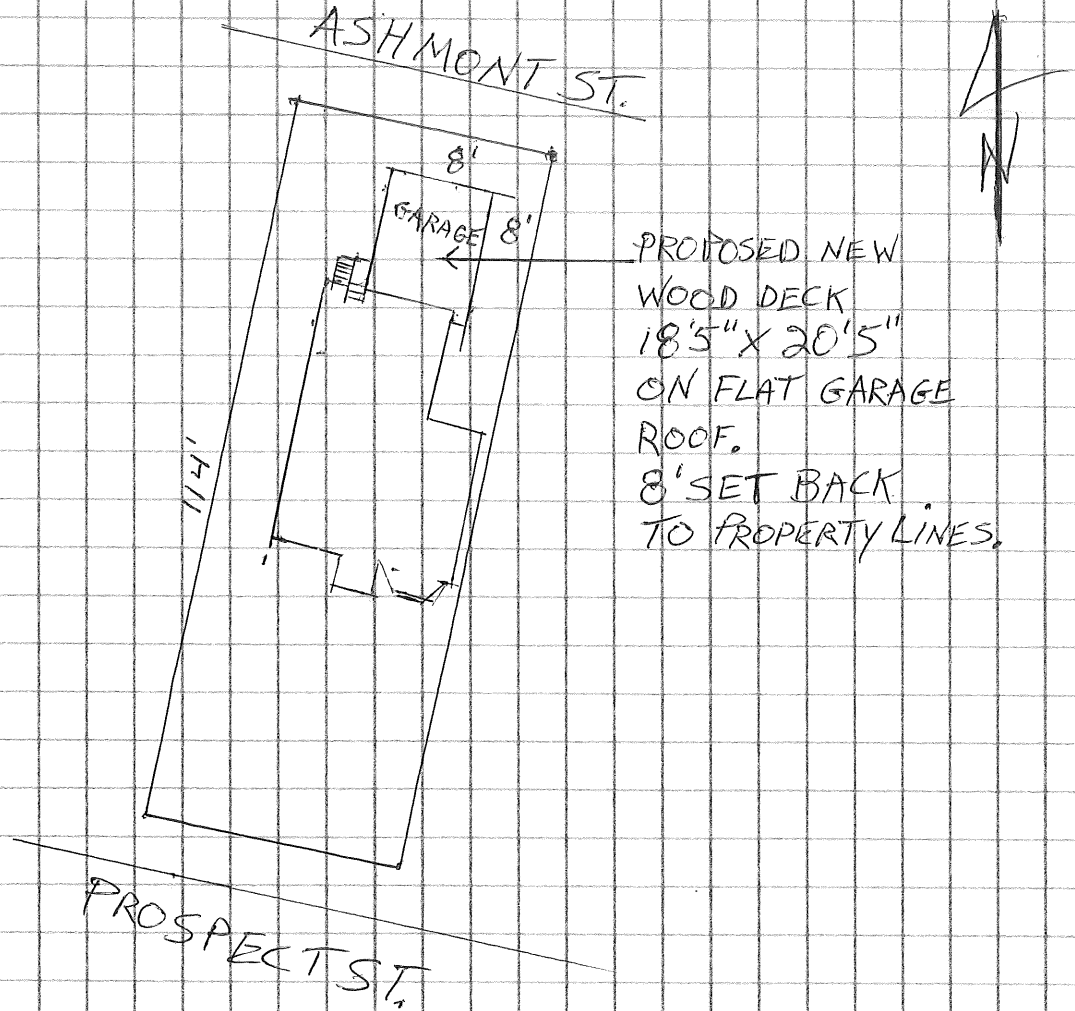 ASHMONT ST.
N
8'
GARAGE
8'
PROPOSED NEW
WOOD DECK
18'5" X 20'5"
ON FLAT GARAGE
ROOF.
8' SET BACK
TO PROPERTY LINES.
114'
PROSPECT ST.